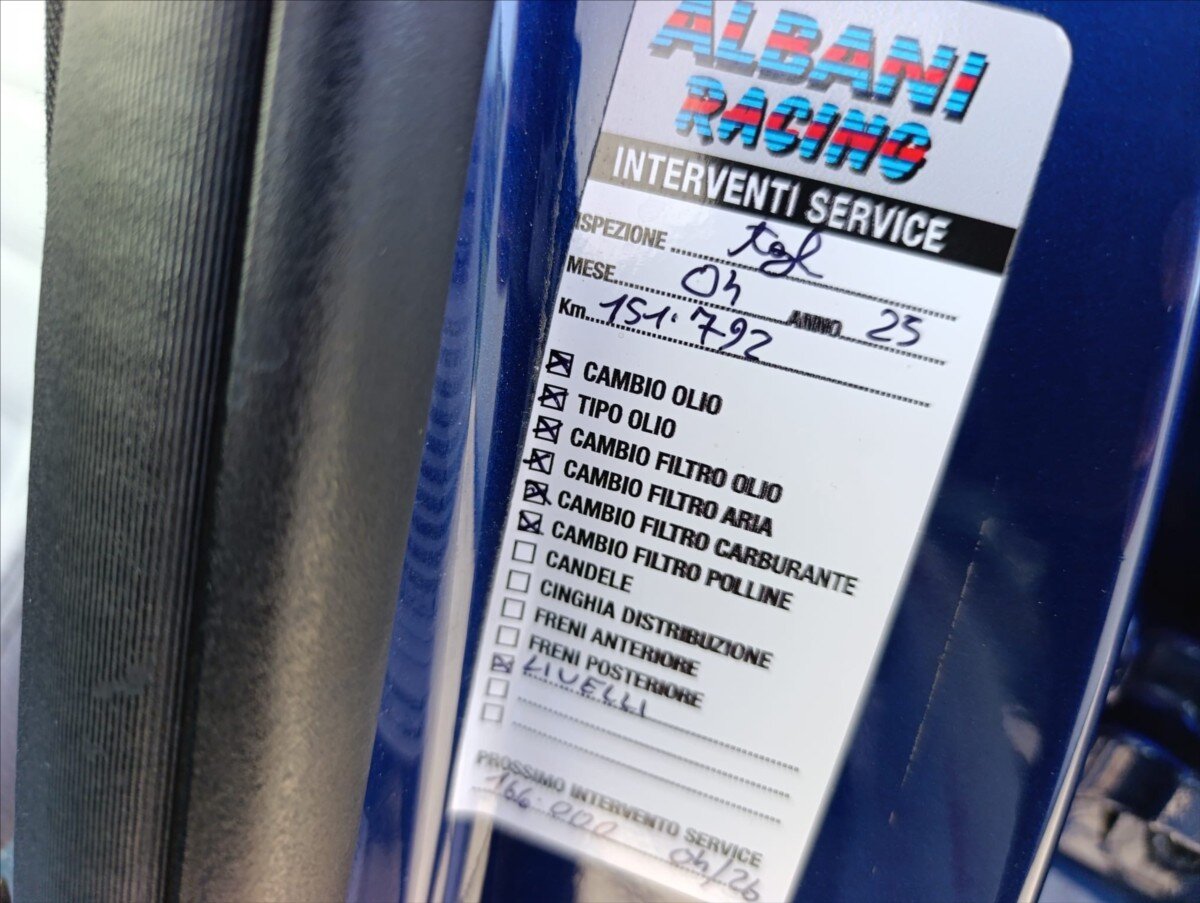 ALBANI
RACING
INTERVENTI SERVICE
ISPEZIONE
MESE 04 ANNO 25
Km. 151.792
CAMBIO OLIO
TIPO OLIO
CAMBIO FILTRO OLIO
CAMBIO FILTRO ARIA
CAMBIO FILTRO CARBURANTE
CAMBIO FILTRO POLLINE
CANDELE
CINGHIA DISTRIBUZIONE
FRENI ANTERIORE
FRENI POSTERIORE
LIVELLI
PROSSIMO INTERVENTO SERVICE
166.000 04/26